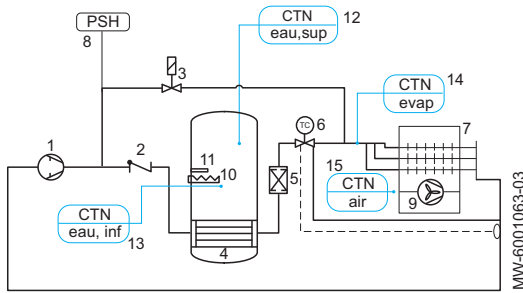 PSH
8
CTN
eau,sup
12
3
CTN
evap
14
TC
6
7
1
2
11
10
5
15
CTN
air
9
CTN
eau, inf
13
4
MW-6001063-03